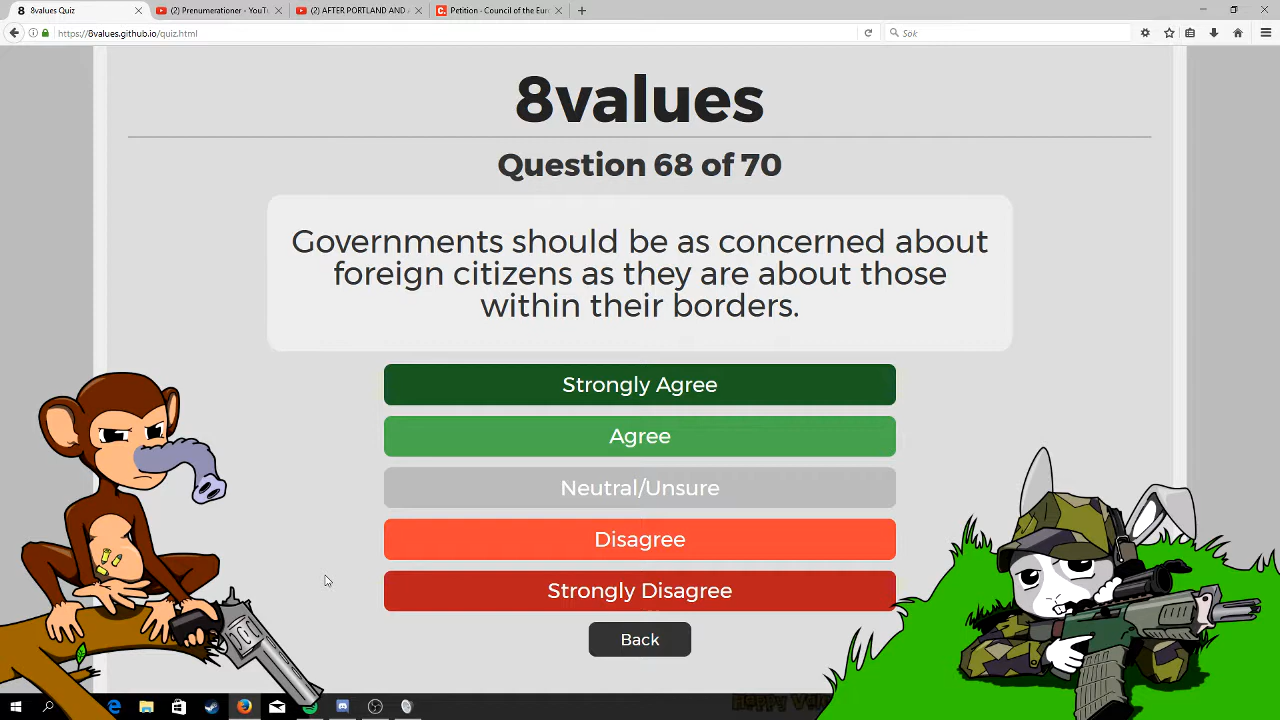 8 8values Quiz
(2) Prenumerationer - YouTu
(2) AFTER PORTLAND AND
Petition - Council of the Eur
https://8values.github.io/quiz.html
Sök
8values
Question 68 of 70
Governments should be as concerned about
foreign citizens as they are about those
within their borders.
Strongly Agree
Agree
Neutral/Unsure
Disagree
Strongly Disagree
Back